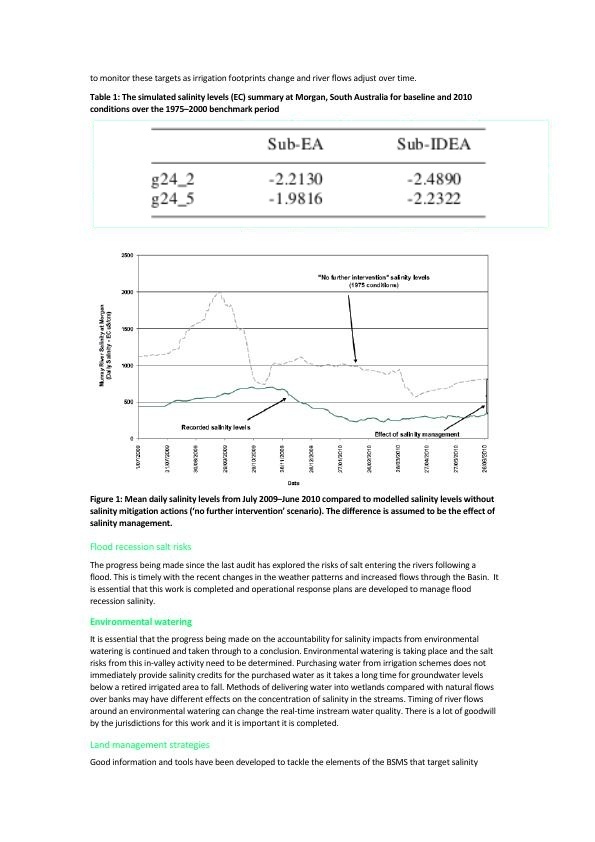 to monitor these targets as irrigation footprints change and river flows adjust over time.
Table 1: The simulated salinity levels (EC) summary at Morgan, South Australia for baseline and 2010
conditions over the 1975–2000 benchmark period
Sub-EA Sub-IDEA
g24_2 -2.2130 -2.4890
g24_5 -1.9816 -2.2322
2500
2000
1500
1000
500
0
Murray River Salinity at Morgan
(Daily Salinity - EC uS/cm)
"No further intervention" salinity levels
(1975 conditions)
Recorded salinity levels
Effect of salinity management
1/07/2009
31/07/2009
30/08/2009
29/09/2009
29/10/2009
28/11/2009
28/12/2009
27/01/2010
26/02/2010
28/03/2010
27/04/2010
27/05/2010
26/06/2010
Date
Figure 1: Mean daily salinity levels from July 2009–June 2010 compared to modelled salinity levels without
salinity mitigation actions (‘no further intervention’ scenario). The difference is assumed to be the effect of
salinity management.
Flood recession salt risks
The progress being made since the last audit has explored the risks of salt entering the rivers following a
flood. This is timely with the recent changes in the weather patterns and increased flows through the Basin. It
is essential that this work is completed and operational response plans are developed to manage flood
recession salinity.
Environmental watering
It is essential that the progress being made on the accountability for salinity impacts from environmental
watering is continued and taken through to a conclusion. Environmental watering is taking place and the salt
risks from this in-valley activity need to be determined. Purchasing water from irrigation schemes does not
immediately provide salinity credits for the purchased water as it takes a long time for groundwater levels
below a retired irrigated area to fall. Methods of delivering water into wetlands compared with natural flows
over banks may have different effects on the concentration of salinity in the streams. Timing of river flows
around an environmental watering can change the real-time instream water quality. There is a lot of goodwill
by the jurisdictions for this work and it is important it is completed.
Land management strategies
Good information and tools have been developed to tackle the elements of the BSMS that target salinity